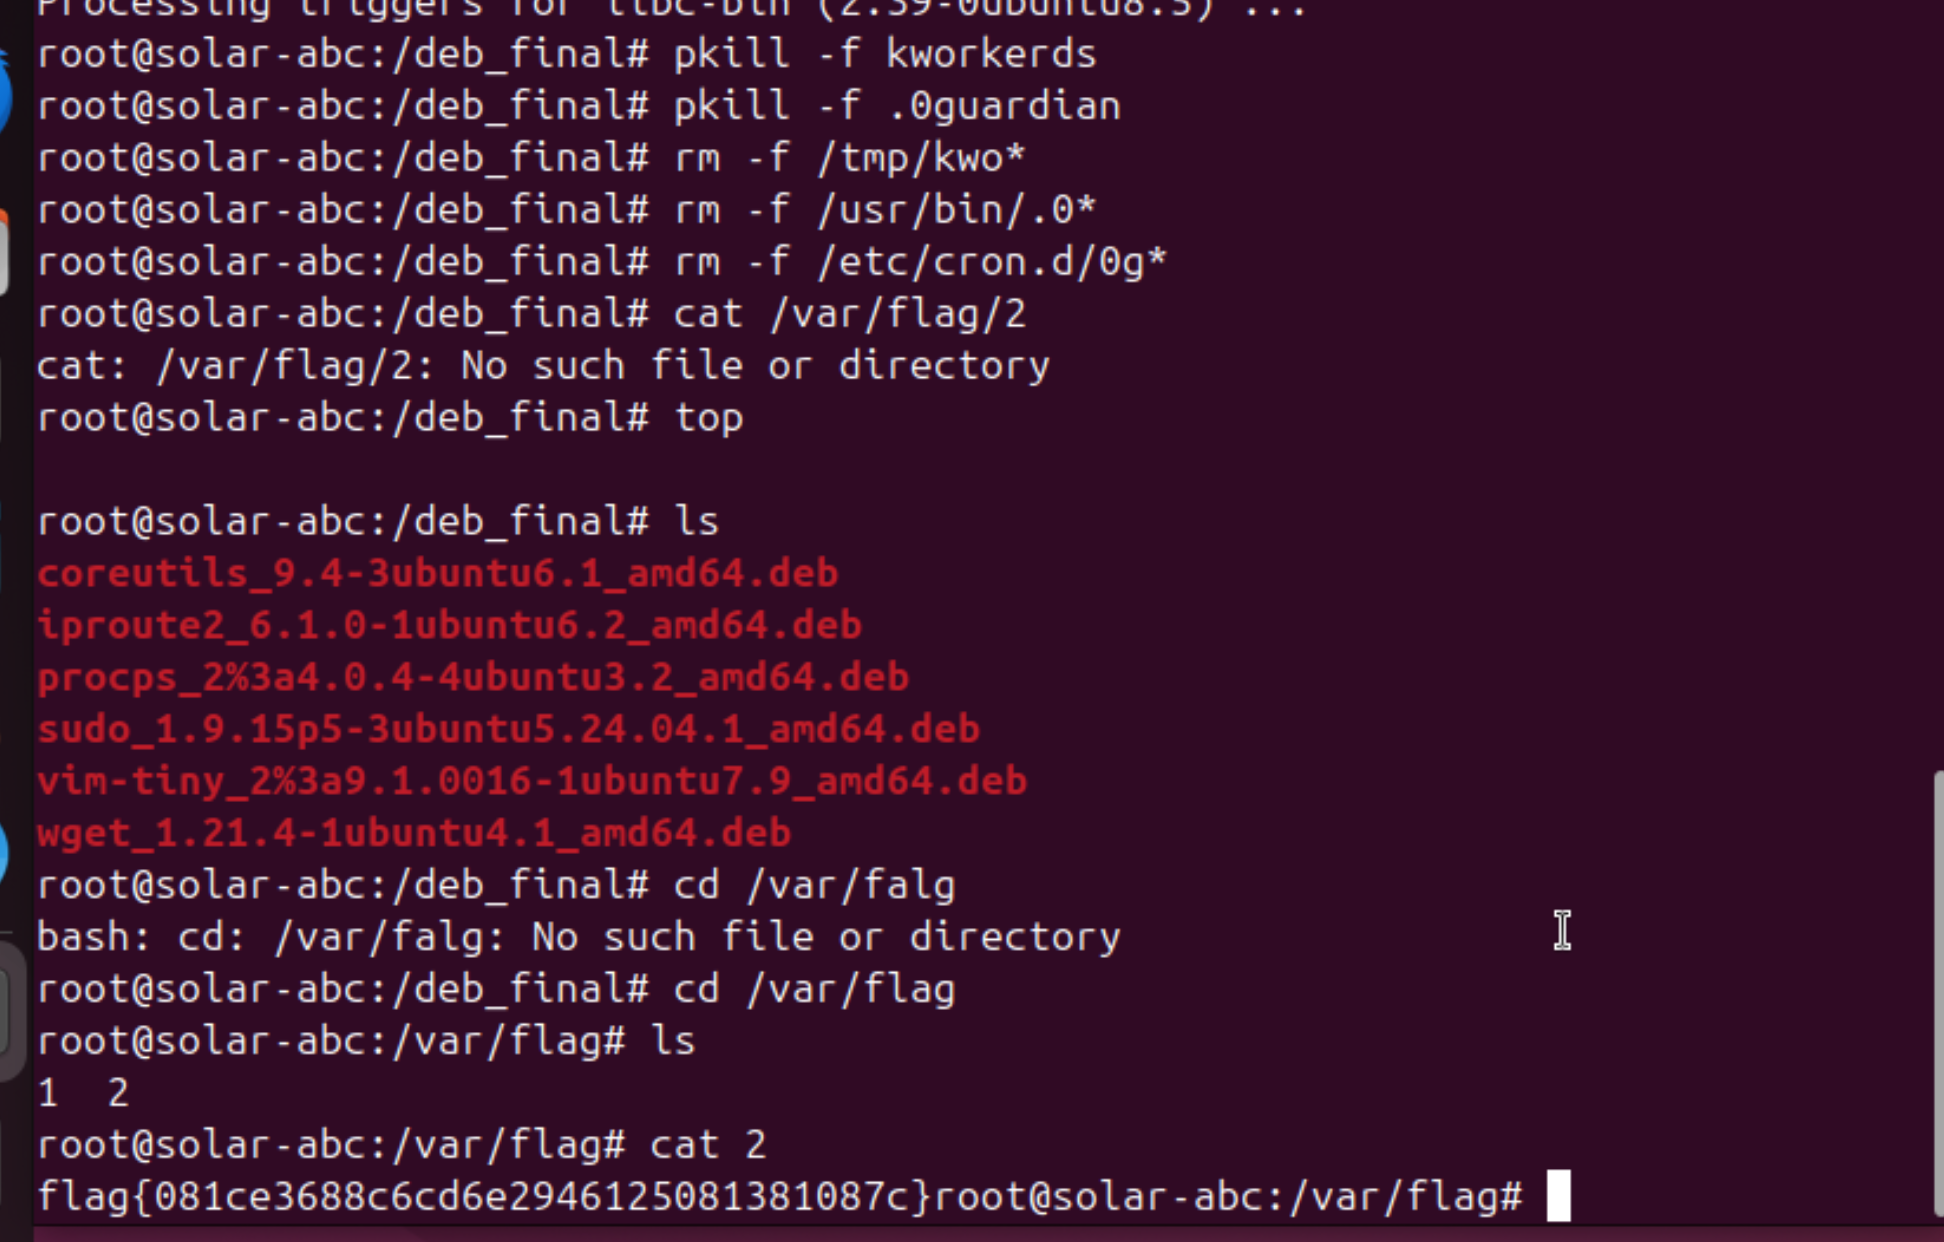 Processing triggers for libc-bin (2.39-0ubuntu8.5) ...
root@solar-abc:/deb_final# pkill -f kworkerds
root@solar-abc:/deb_final# pkill -f .0guardian
root@solar-abc:/deb_final# rm -f /tmp/kwo*
root@solar-abc:/deb_final# rm -f /usr/bin/.0*
root@solar-abc:/deb_final# rm -f /etc/cron.d/0g*
root@solar-abc:/deb_final# cat /var/flag/2
cat: /var/flag/2: No such file or directory
root@solar-abc:/deb_final# top
root@solar-abc:/deb_final# ls
coreutils_9.4-3ubuntu6.1_amd64.deb
iproute2_6.1.0-1ubuntu6.2_amd64.deb
procps_2%3a4.0.4-4ubuntu3.2_amd64.deb
sudo_1.9.15p5-3ubuntu5.24.04.1_amd64.deb
vim-tiny_2%3a9.1.0016-1ubuntu7.9_amd64.deb
wget_1.21.4-1ubuntu4.1_amd64.deb
root@solar-abc:/deb_final# cd /var/falg
bash: cd: /var/falg: No such file or directory
root@solar-abc:/deb_final# cd /var/flag
root@solar-abc:/var/flag# ls
1  2
root@solar-abc:/var/flag# cat 2
flag{081ce3688c6cd6e2946125081381087c}root@solar-abc:/var/flag#